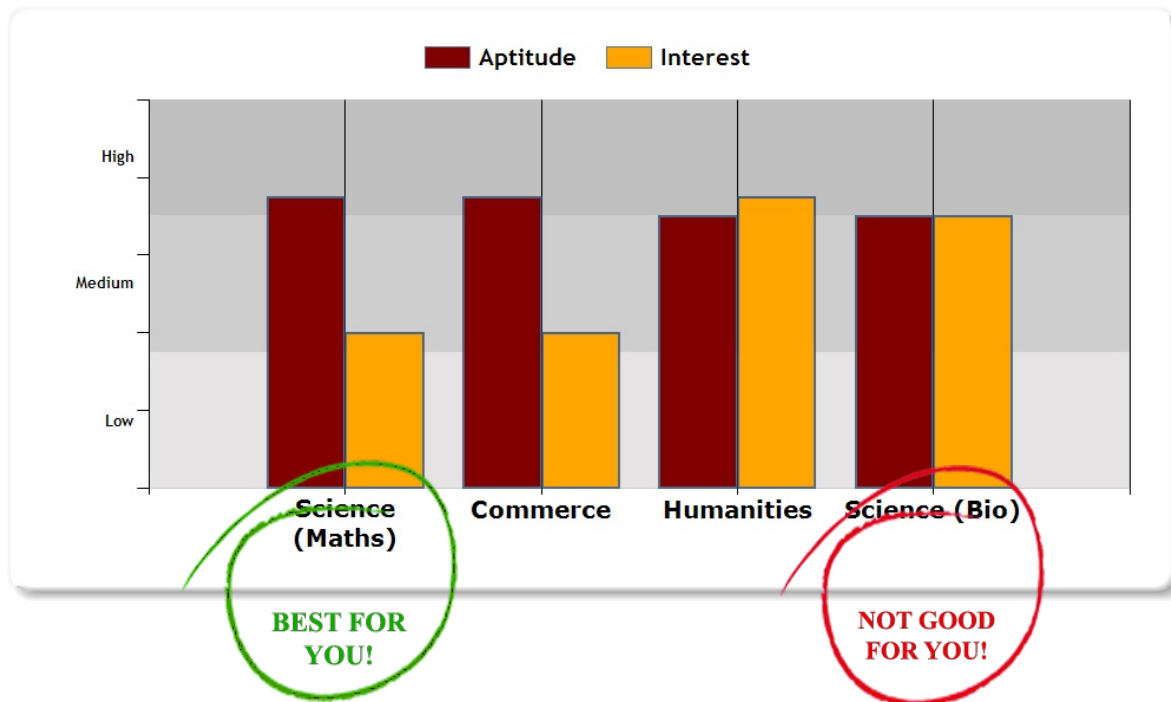 Aptitude Interest
High
Medium
Low
Science
(Maths)
Commerce
Humanities
Science (Bio)
BEST FOR
YOU!
NOT GOOD
FOR YOU!